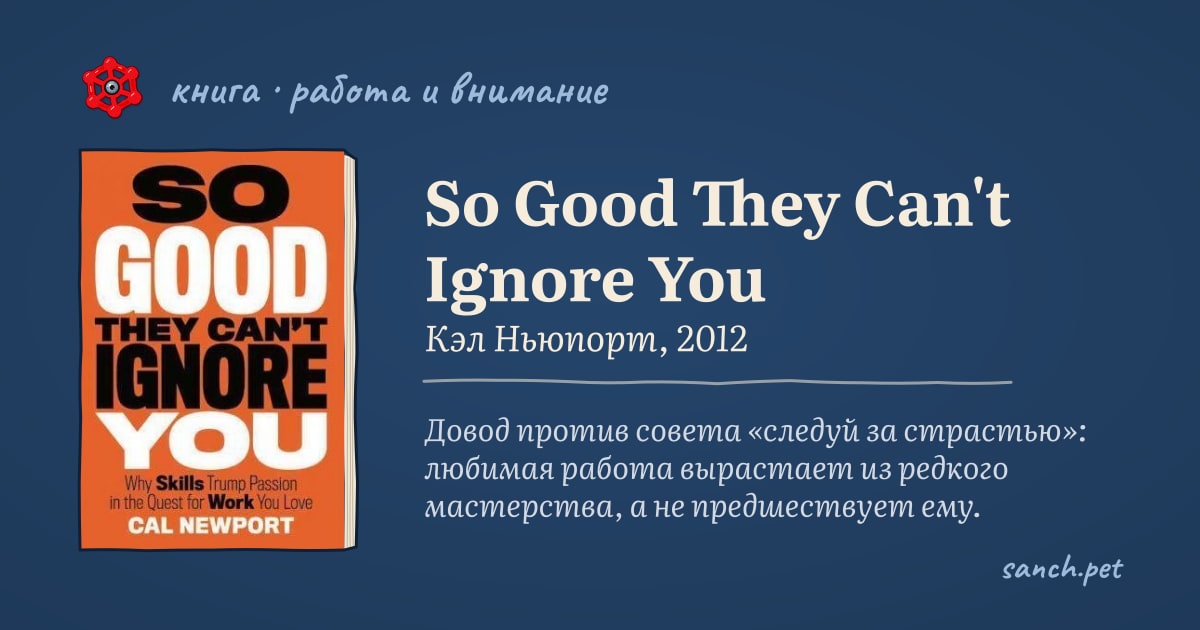 книга · работа и внимание
SO
GOOD
THEY CAN'T
IGNORE
YOU
Why Skills Trump Passion
in the Quest for Work You Love
CAL NEWPORT
So Good They Can't
Ignore You
Кэл Ньюпорт, 2012
Довод против совета «следуй за страстью»:
любимая работа вырастает из редкого
мастерства, а не предшествует ему.
sanch.pet